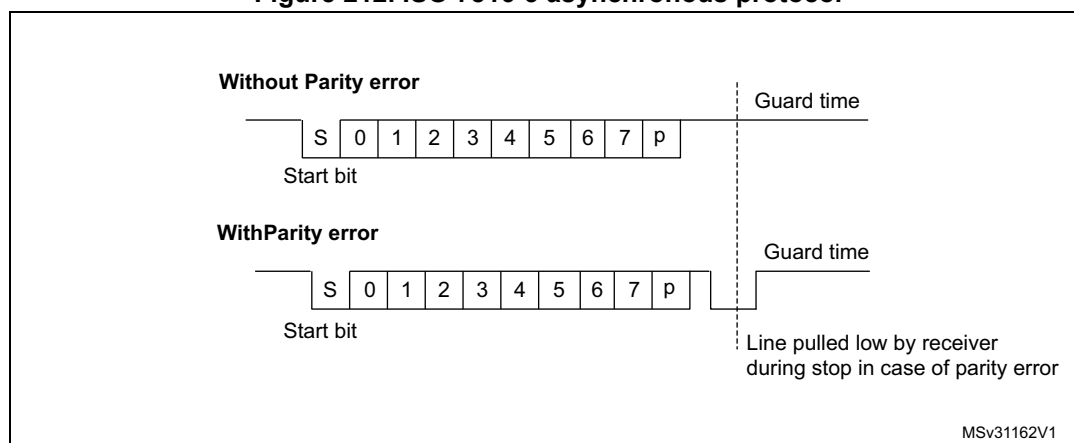 Without Parity error
Guard time
S 0 1 2 3 4 5 6 7 p
Start bit
WithParity error
Guard time
S 0 1 2 3 4 5 6 7 p
Start bit
Line pulled low by receiver
during stop in case of parity error
MSv31162V1